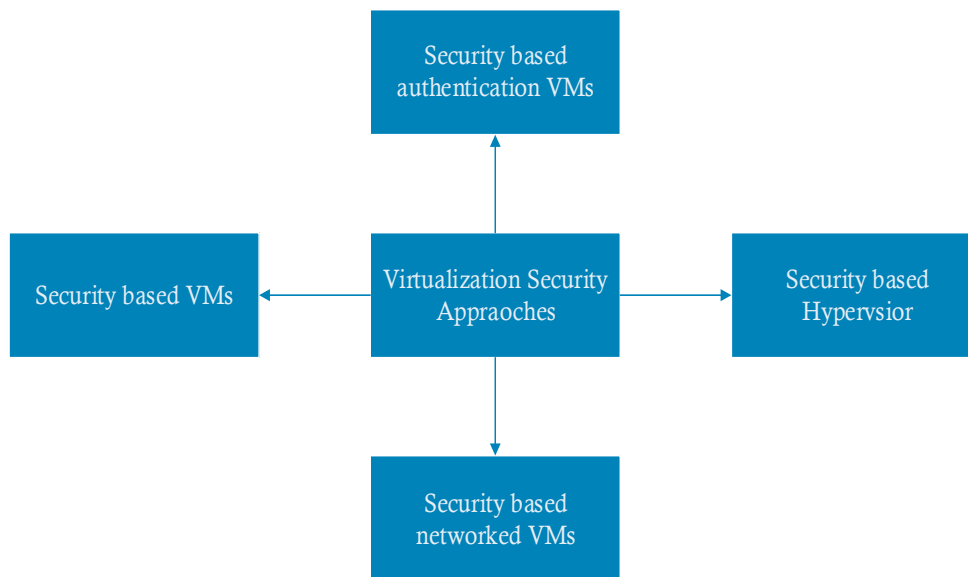 Security based
authentication VMs
Security based VMs
Virtualization Security
Appraoches
Security based
Hypervsior
Security based
networked VMs